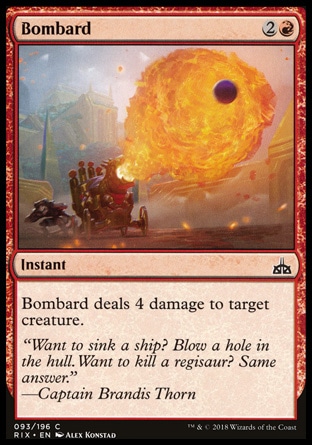 Bombard 2
Instant
Bombard deals 4 damage to target
creature.
“Want to sink a ship? Blow a hole in
the hull. Want to kill a regisaur? Same
answer.”
—Captain Brandis Thorn
093/196 C
RIX • EN Alex Konstad
™ & © 2018 Wizards of the Coast